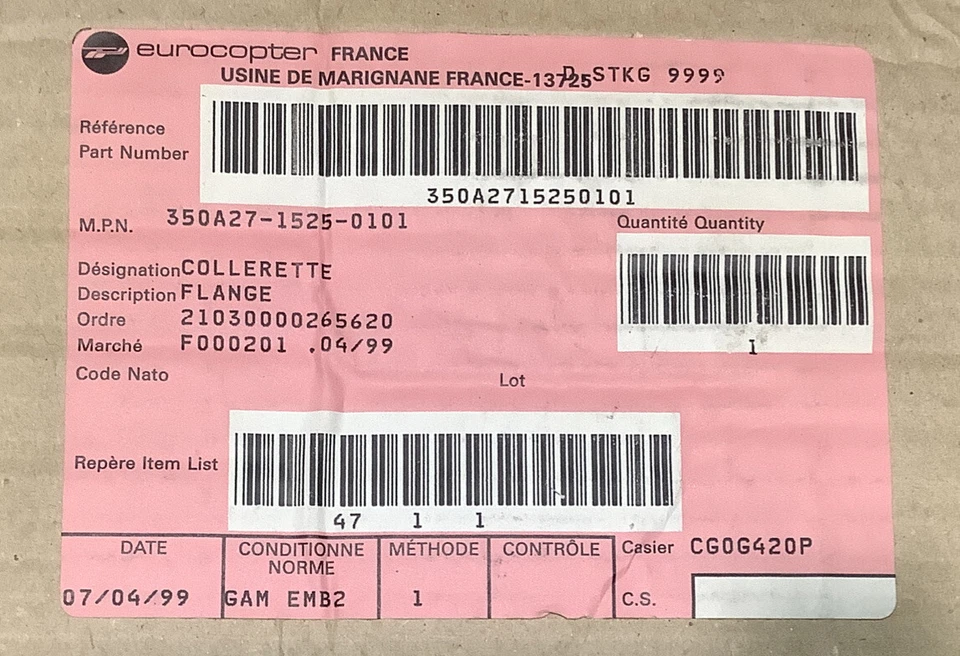 eurocopter FRANCE
USINE DE MARIGNANE FRANCE-13725 D.STKG 9999
Référence
Part Number
350A2715250101
M.P.N. 350A27-1525-0101
Quantité Quantity
Désignation COLLERETTE
Description FLANGE
Ordre 21030000265620
Marché F000201 .04/99
1
Code Nato
Lot
Repère Item List
47 1 1
DATE CONDITIONNE NORME MÉTHODE CONTRÔLE Casier CG0G420P
07/04/99 GAM EMB2 1 C.S.